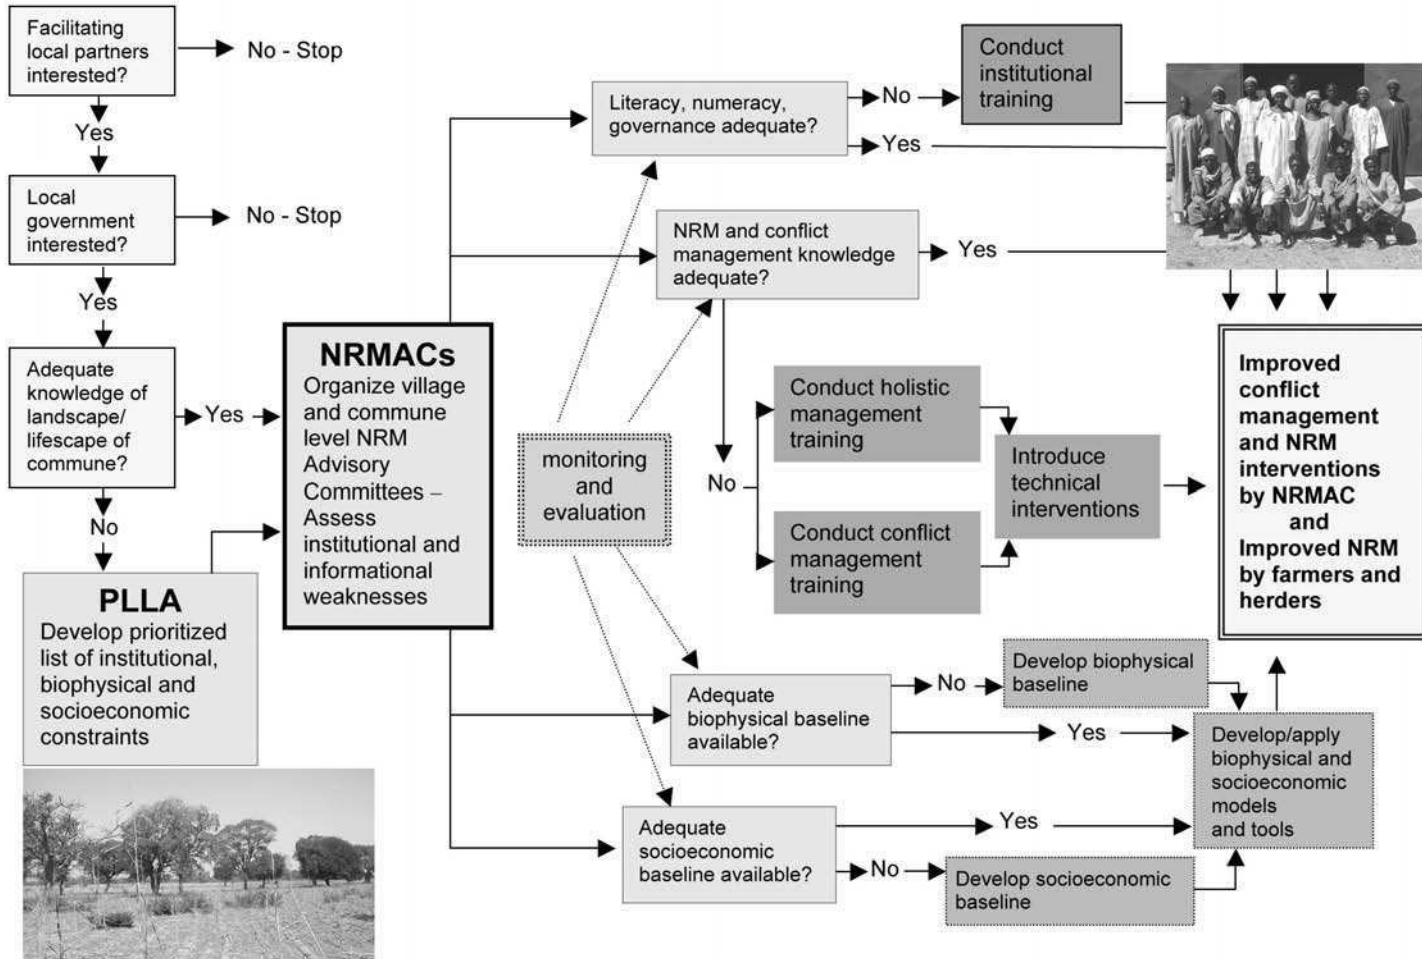 Facilitating
local partners
interested?
No - Stop
Yes
Local
government
interested?
No - Stop
Yes
Adequate
knowledge of
landscape/
lifescape of
commune?
Yes
No
PLLA
Develop prioritized
list of institutional,
biophysical and
socioeconomic
constraints
NRMACs
Organize village
and commune
level NRM
Advisory
Committees –
Assess
institutional and
informational
weaknesses
monitoring
and
evaluation
Literacy, numeracy,
governance adequate?
No
Yes
Conduct
institutional
training
NRM and conflict
management knowledge
adequate?
Yes
No
Conduct holistic
management
training
Conduct conflict
management
training
Introduce
technical
interventions
Adequate
biophysical baseline
available?
No
Yes
Develop biophysical
baseline
Adequate
socioeconomic
baseline available?
Yes
No
Develop socioeconomic
baseline
Develop/apply
biophysical and
socioeconomic
models
and tools
Improved
conflict
management
and NRM
interventions
by NRMAC
and
Improved NRM
by farmers and
herders